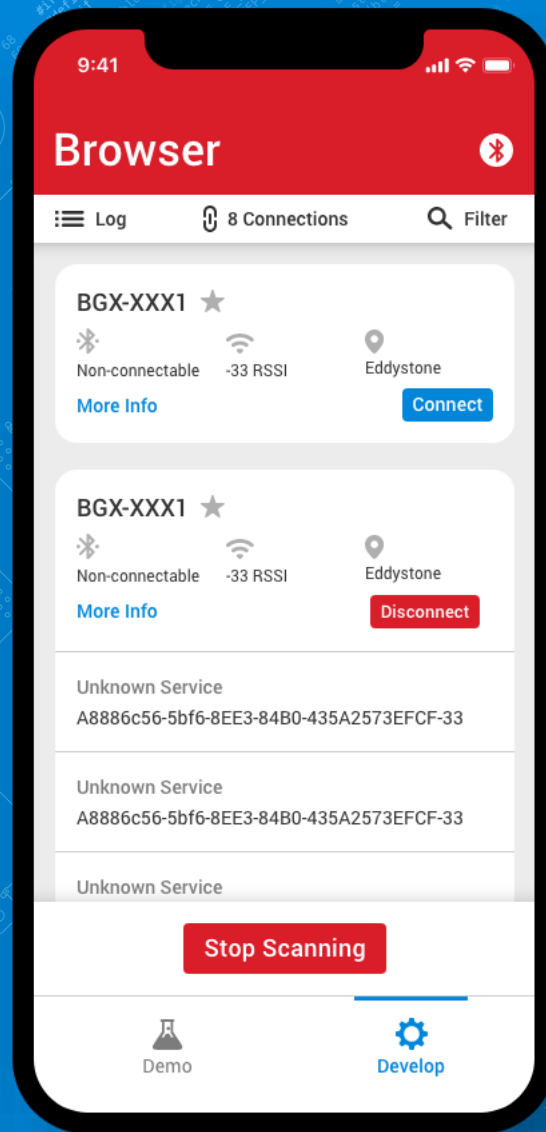 9:41
Browser
Log
8 Connections
Filter
BGX-XXX1
Non-connectable
-33 RSSI
Eddystone
More Info
Connect
BGX-XXX1
Non-connectable
-33 RSSI
Eddystone
More Info
Disconnect
Unknown Service
A8886c56-5bf6-8EE3-84B0-435A2573EFCF-33
Unknown Service
A8886c56-5bf6-8EE3-84B0-435A2573EFCF-33
Unknown Service
Stop Scanning
Demo
Develop